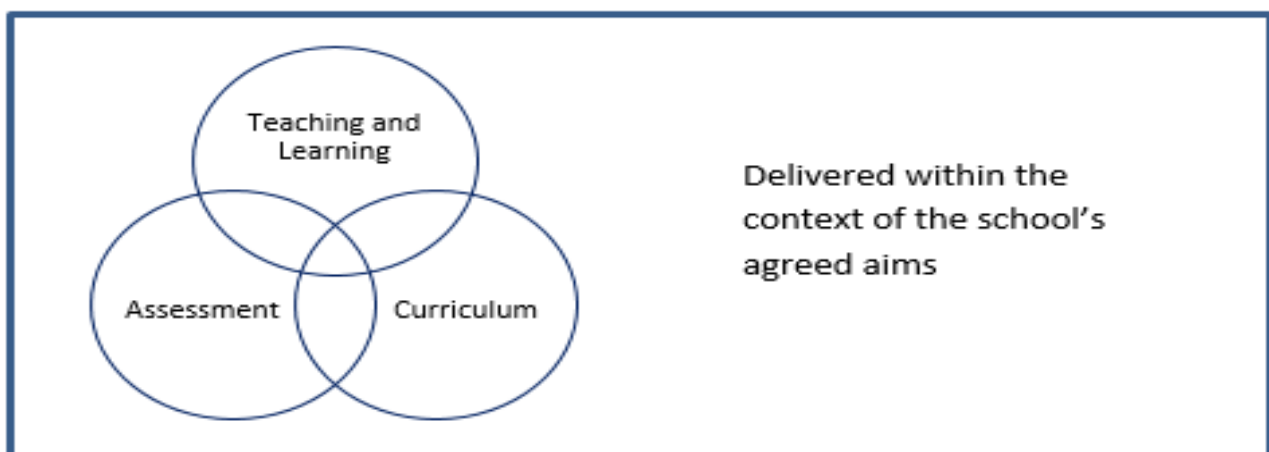 Teaching and
Learning
Assessment
Curriculum
Delivered within the
context of the school’s
agreed aims